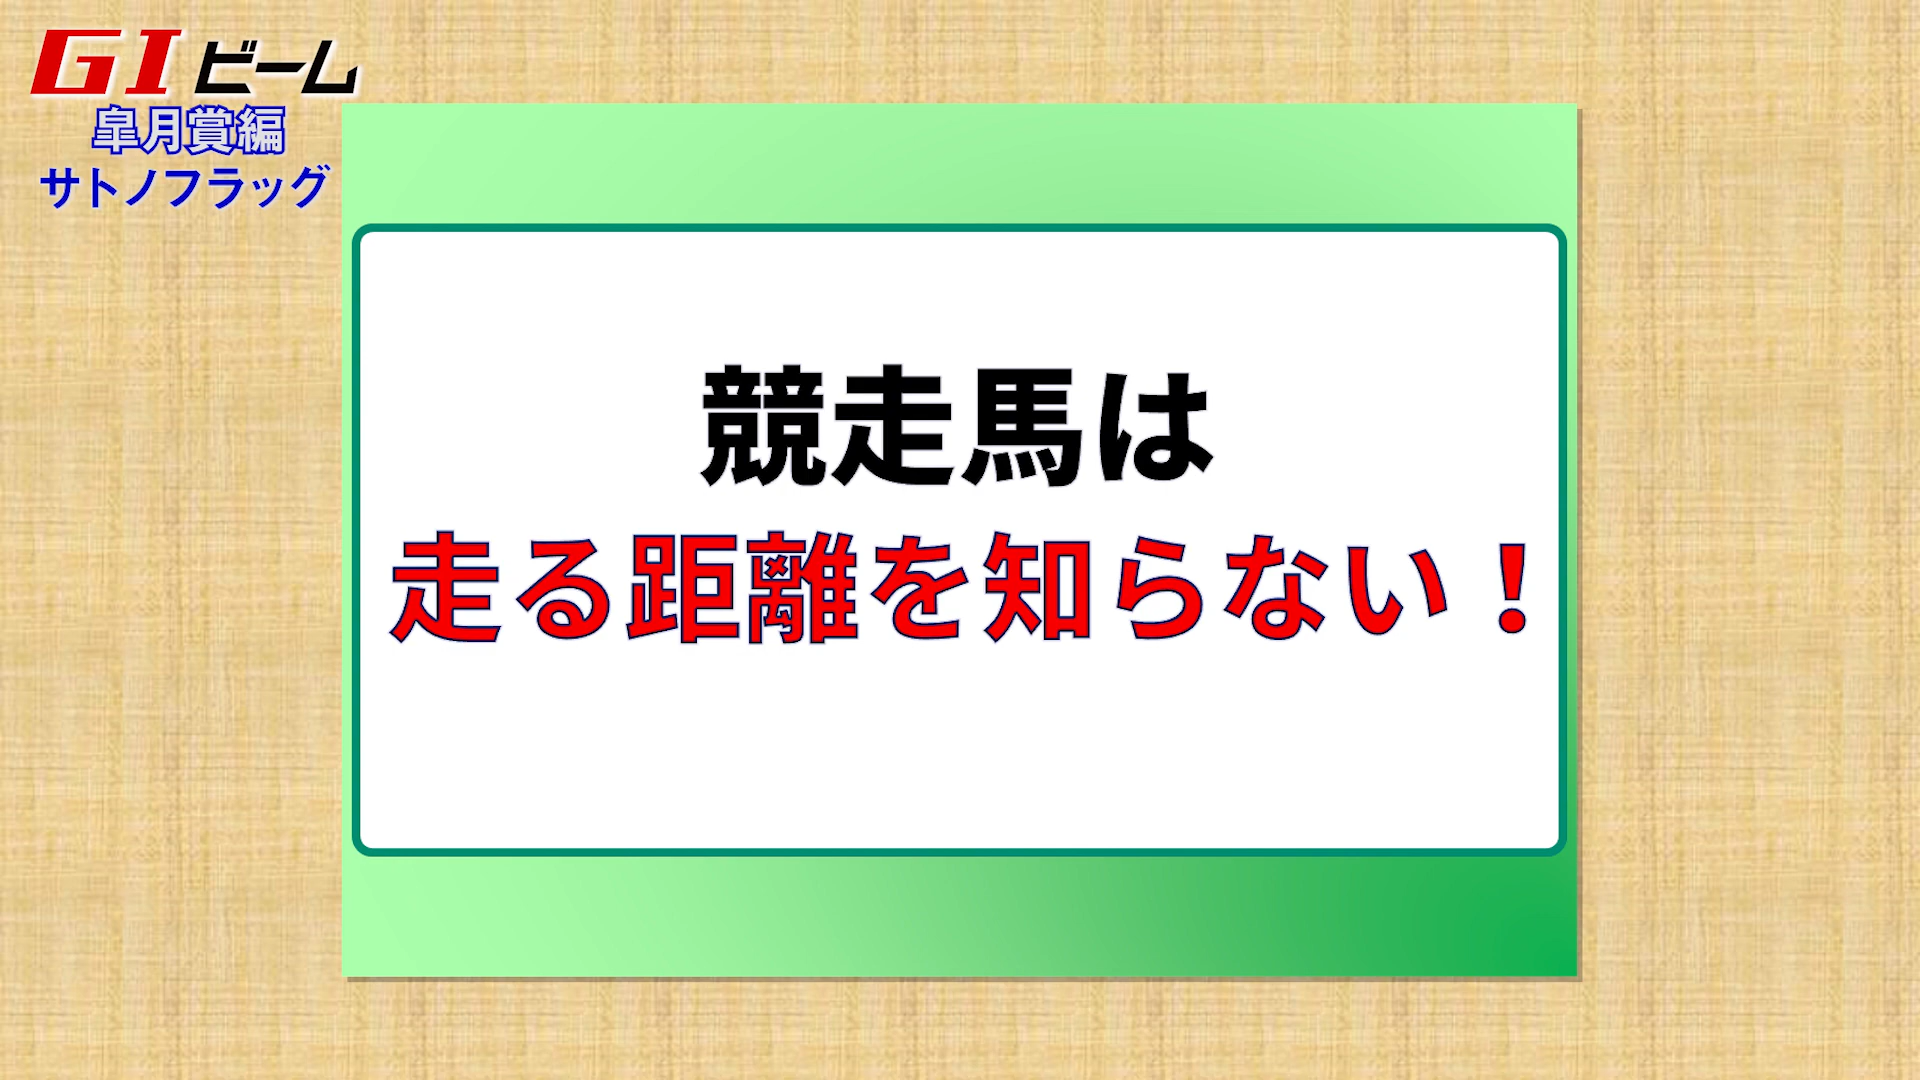 GIビーム
皐月賞編
サトノフラッグ
競走馬は
走る距離を知らない！